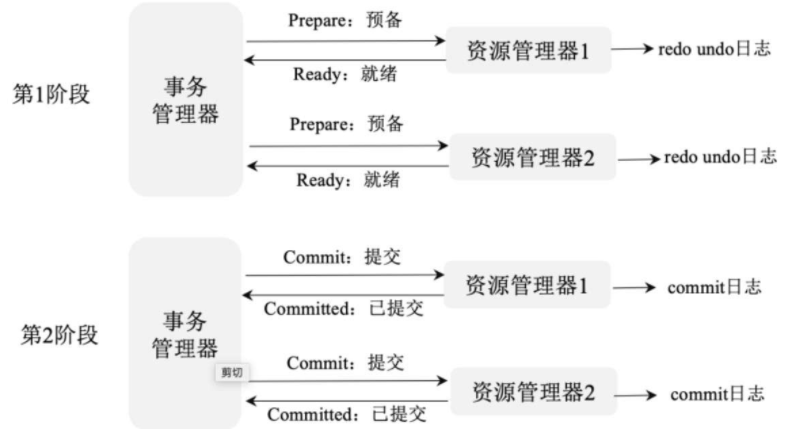 Prepare：预备
资源管理器1
redo undo日志
Ready：就绪
第1阶段
事务
管理器
Prepare：预备
资源管理器2
redo undo日志
Ready：就绪
Commit：提交
资源管理器1
commit日志
Committed：已提交
第2阶段
事务
管理器
剪切
Commit：提交
资源管理器2
commit日志
Committed：已提交